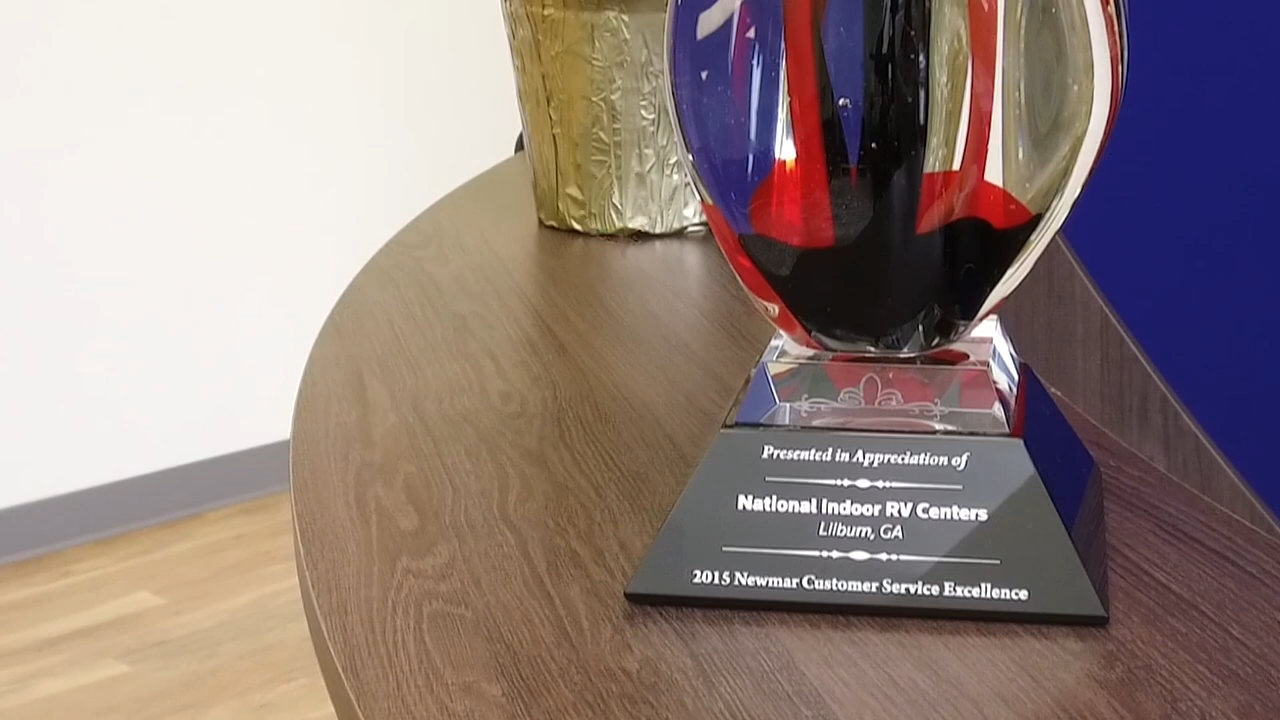 Presented in Appreciation of
National Indoor RV Centers
Lilburn, GA
2015 Newmar Customer Service Excellence